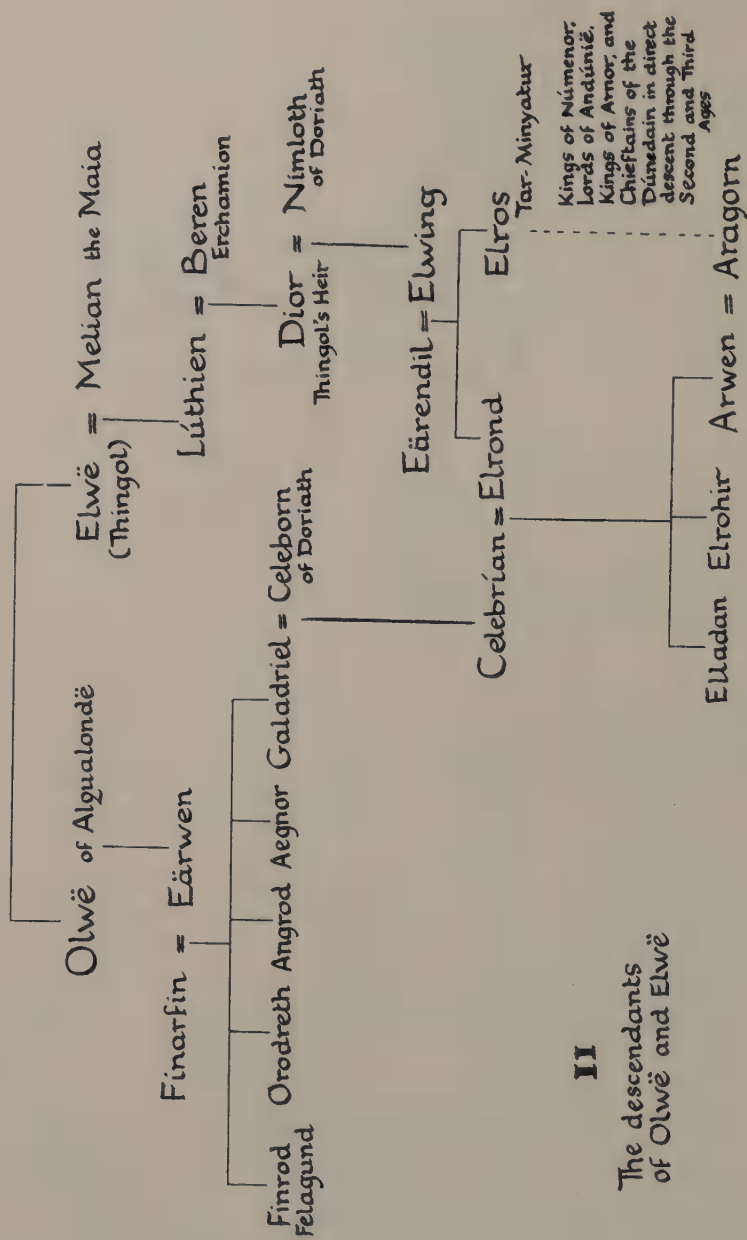 Olwë of Alqualondë
Elwë = Melian the Maia
(Thingol)
Finarfin = Eärwen
Lúthien = Beren
Erchamion
Finrod
Felagund
Orodreth Angrod Aegnor Galadriel = Celeborn
of Doriath
Dior = Nimloth
Thingol's Heir
of Doriath
Eärendil = Elwing
Celebrían = Elrond
Elros
Tar-Minyatur
Kings of Númenor,
Lords of Andúnië,
Kings of Arnor, and
Chieftains of the
Dúnedain in direct
descent through the
Second and Third
Ages
Elladan Elrohir Arwen = Aragorn
II
The descendants
of Olwë and Elwë